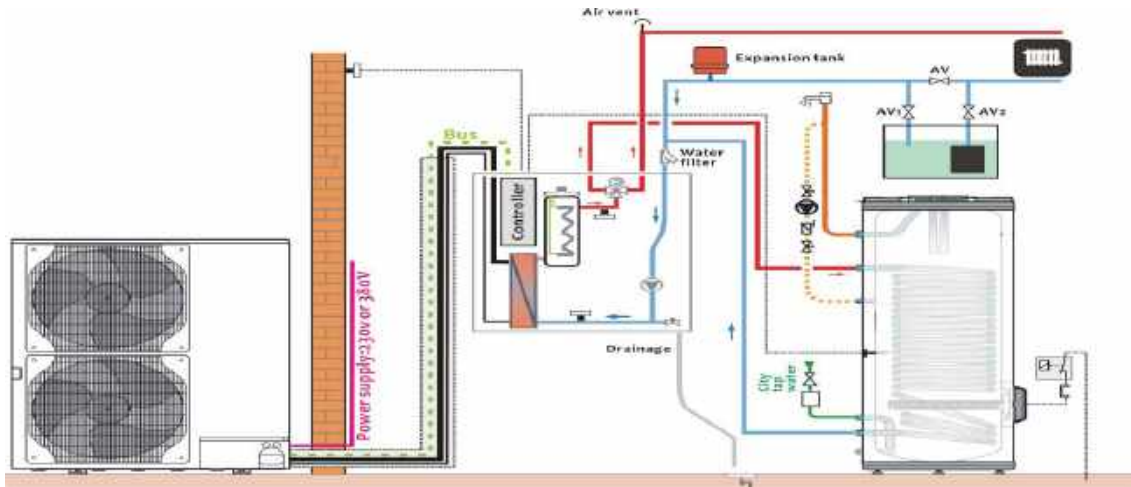 Air vent
Expansion tank
AV
AV1
AV2
Bus
Water
filter
Controller
Power supply:230v or 380V
Drainage
City
tap
water